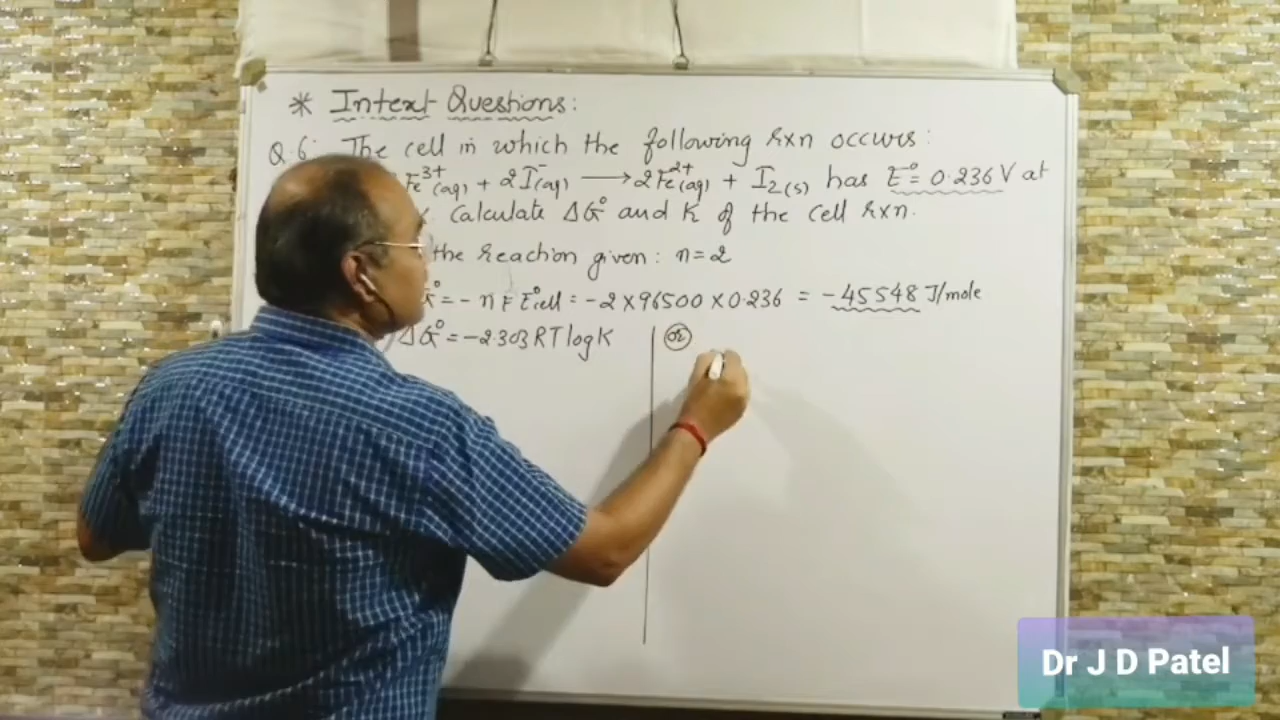 * Intext Questions:
Q.6: The cell in which the following rxn occurs:
Fe³⁺(aq) + 2I⁻(aq) ⟶ 2Fe²⁺(aq) + I₂(s) has E° = 0.236 V at
Calculate ΔG° and K of the cell rxn.
the reaction given: n=2
G° = - nFE°cell = -2 × 96500 × 0.236 = -45548 J/mole
ΔG° = -2.303 RT log K
or
Dr J D Patel